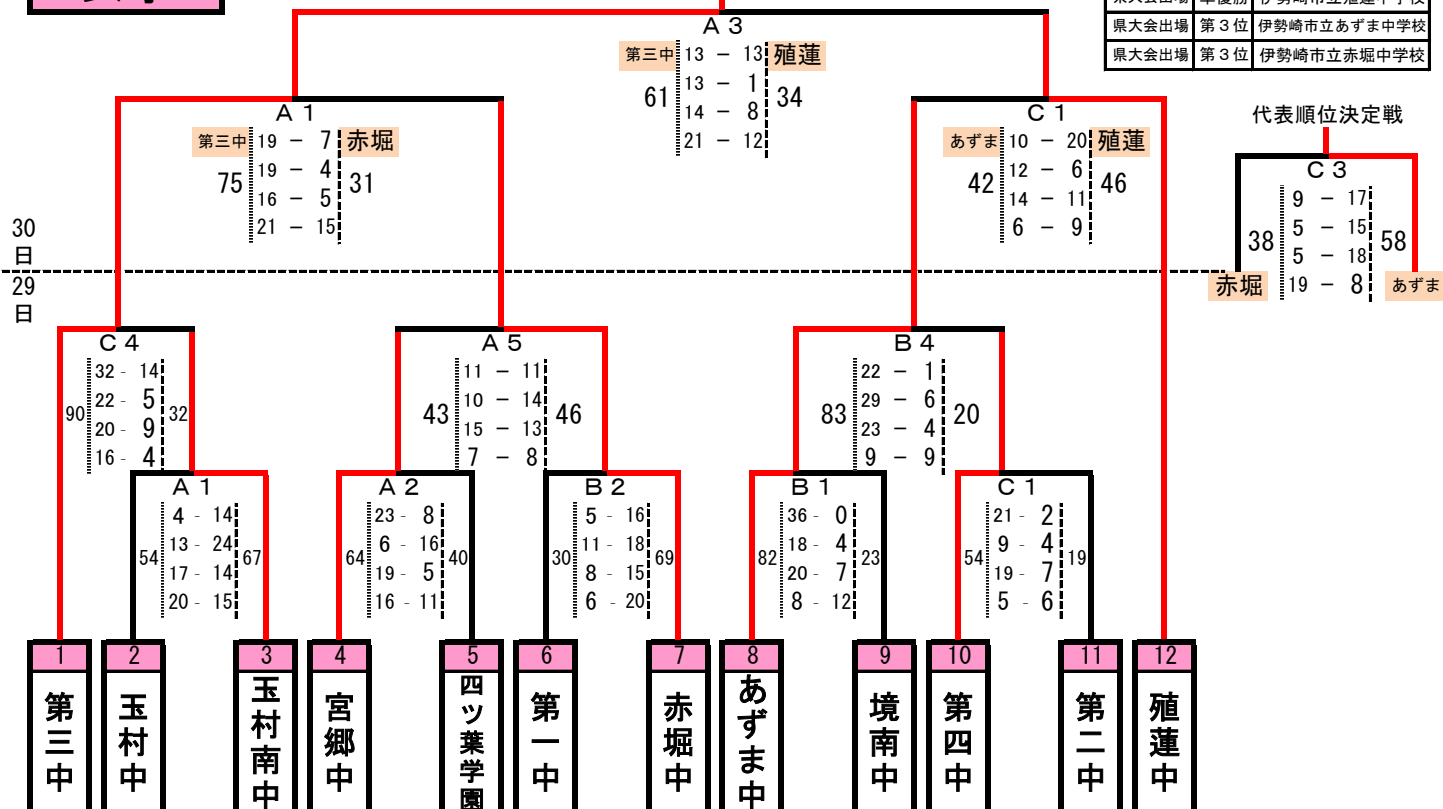 県大会出場 第３位 伊勢崎市立あずま中学校
県大会出場 第３位 伊勢崎市立赤堀中学校
Ａ３
第三中 13 － 13 殖蓮
13 － 1
61 34
14 － 8
21 － 12
Ａ１
第三中 19 － 7 赤堀
19 － 4
75 31
16 － 5
21 － 15
Ｃ１
あずま 10 － 20 殖蓮
12 － 6
42 46
14 － 11
6 － 9
代表順位決定戦
Ｃ３
9 － 17
5 － 15
38 58
5 － 18
赤堀 19 － 8 あずま
30
日
29
日
Ｃ４
32 - 14
22 - 5
90 32
20 - 9
16 - 4
Ａ５
11 － 11
10 － 14
43 46
15 － 13
7 － 8
Ｂ４
22 － 1
29 － 6
83 20
23 － 4
9 － 9
Ａ１
4 - 14
13 - 24
54 67
17 - 14
20 - 15
Ａ２
23 - 8
6 - 16
64 40
19 - 5
16 - 11
Ｂ２
5 - 16
11 - 18
30 69
8 - 15
6 - 20
Ｂ１
36 - 0
18 - 4
82 23
20 - 7
8 - 12
Ｃ１
21 - 2
9 - 4
54 19
19 - 7
5 - 6
1 2 3 4 5 6 7 8 9 10 11 12
第三中
玉村中
玉村南中
宮郷中
四ツ葉学園
第一中
赤堀中
あずま中
境南中
第四中
第二中
殖蓮中